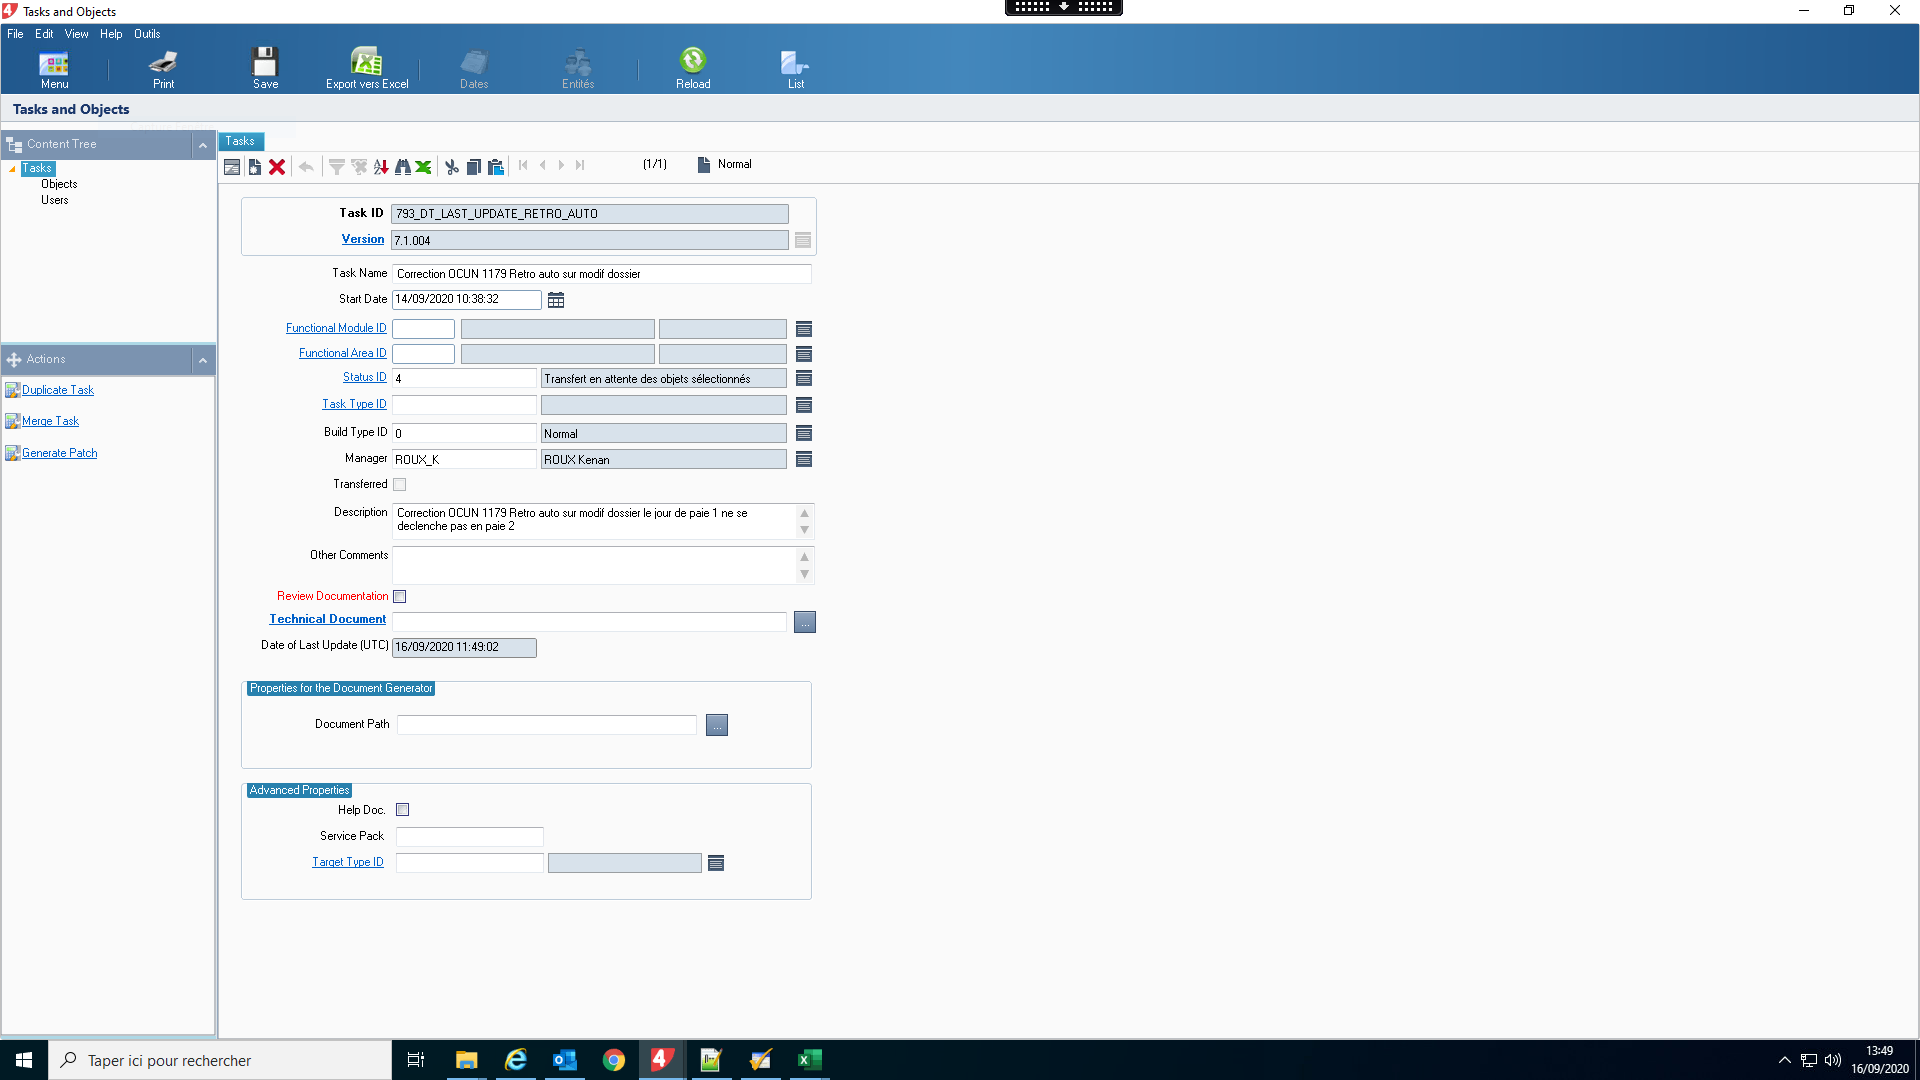 Tasks and Objects
File Edit View Help Outils
Menu Print Save Export vers Excel Dates Entités Reload List
Tasks and Objects
Content Tree
Tasks
Objects
Users
Actions
Duplicate Task
Merge Task
Generate Patch
Tasks
(1/1) Normal
Task ID 793_DT_LAST_UPDATE_RETRO_AUTO
Version 7.1.004
Task Name Correction OCUN 1179 Retro auto sur modif dossier
Start Date 14/09/2020 10:38:32
Functional Module ID
Functional Area ID
Status ID 4 Transfert en attente des objets sélectionnés
Task Type ID
Build Type ID 0 Normal
Manager ROUX_K ROUX Kenan
Transferred
Description Correction OCUN 1179 Retro auto sur modif dossier le jour de paie 1 ne se
declenche pas en paie 2
Other Comments
Review Documentation
Technical Document ...
Date of Last Update (UTC) 16/09/2020 11:49:02
Properties for the Document Generator
Document Path ...
Advanced Properties
Help Doc.
Service Pack
Target Type ID
Taper ici pour rechercher
13:49
16/09/2020